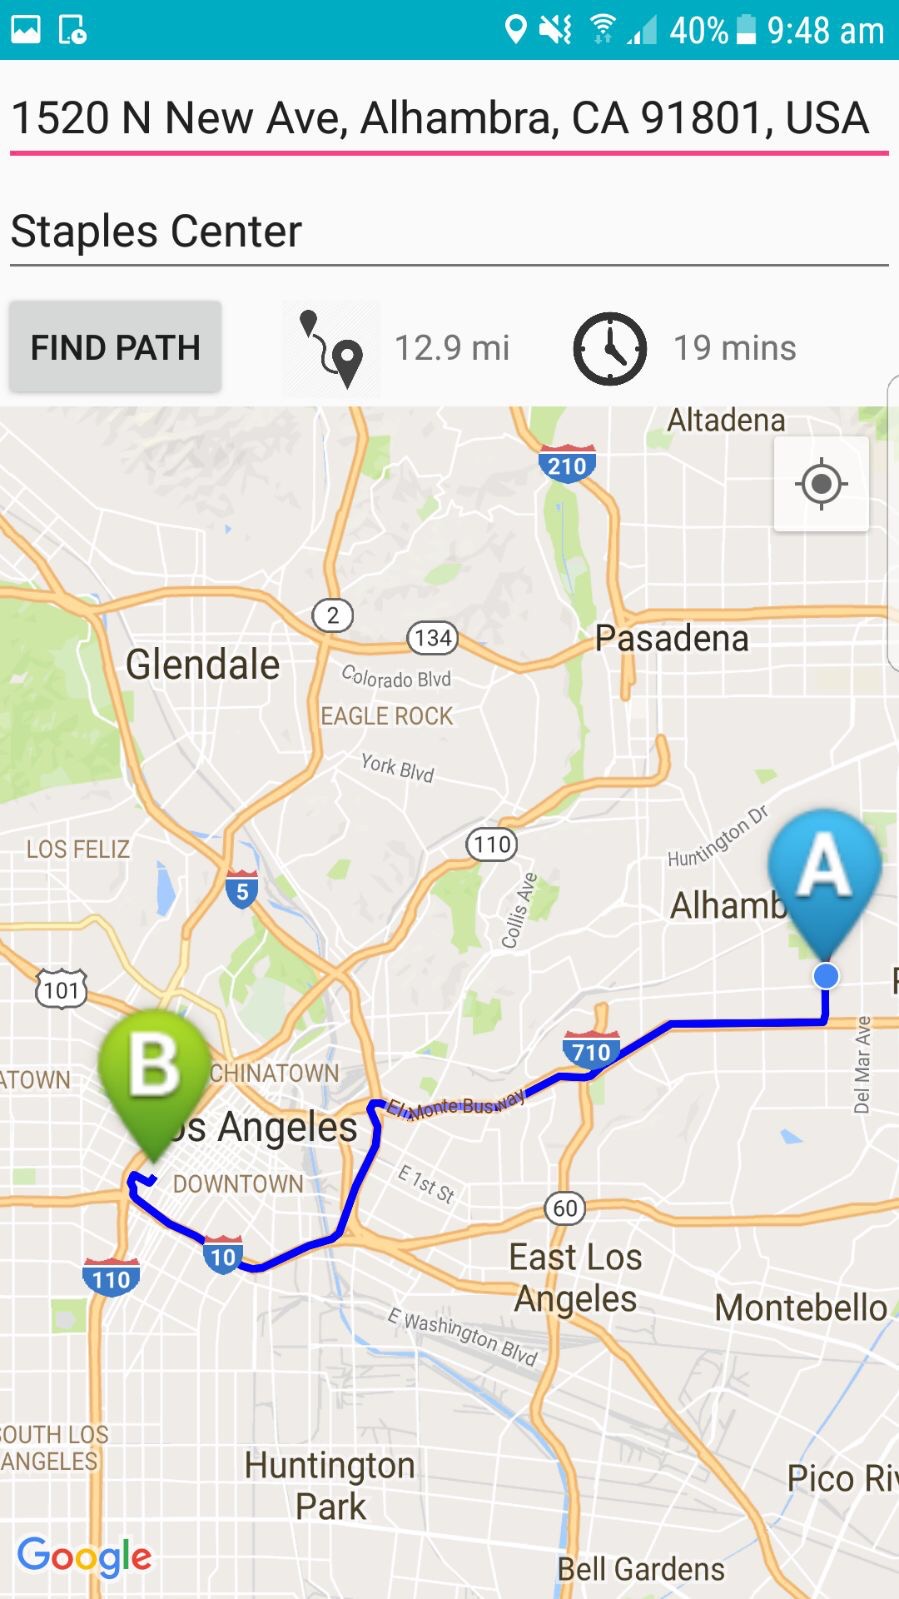 40% 9:48 am
1520 N New Ave, Alhambra, CA 91801, USA
Staples Center
FIND PATH 12.9 mi 19 mins
Altadena
210
2
134
Pasadena
Glendale
Colorado Blvd
EAGLE ROCK
York Blvd
110
Huntington Dr
LOS FELIZ
5
Collis Ave
A
Alhamb
101
B
710
Del Mar Ave
CHINATOWN
ATOWN
El Monte Busway
os Angeles
E 1st St
DOWNTOWN
60
10
110
East Los
Angeles
Montebello
E Washington Blvd
OUTH LOS
ANGELES
Huntington
Park
Pico Riv
Google
Bell Gardens